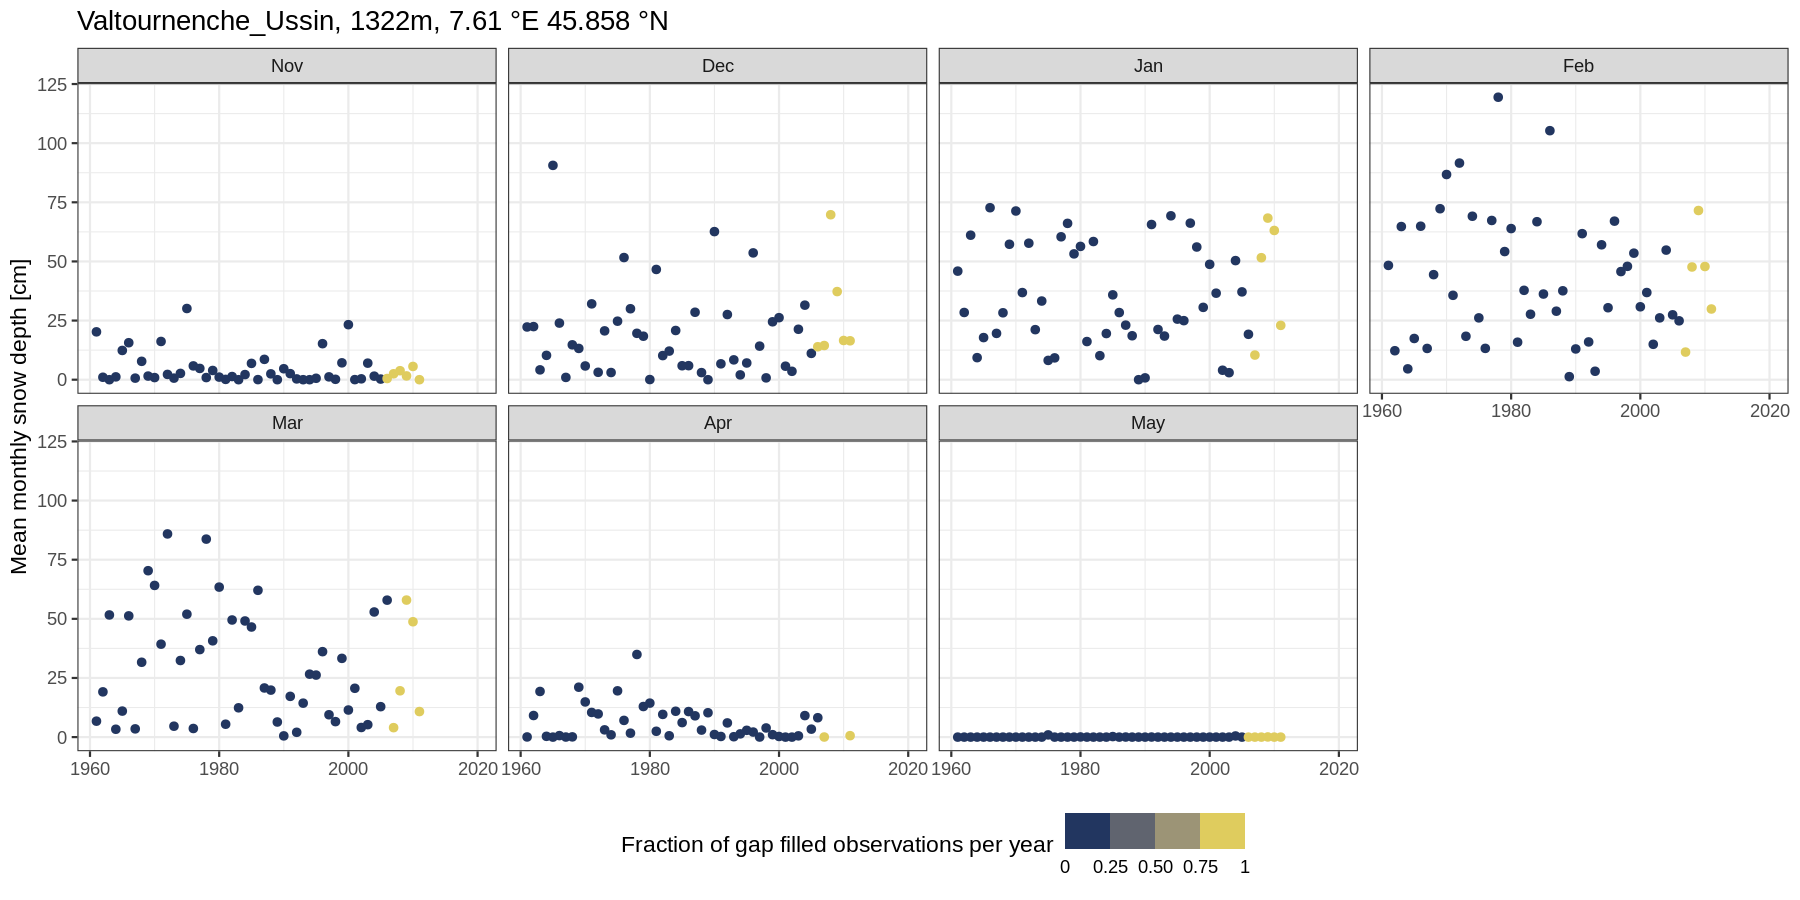 Valtournenche_Ussin, 1322m, 7.61 °E 45.858 °N
Nov Dec Jan Feb
125
100
75
50
25
0
1960 1980 2000 2020
Mar Apr May
125
100
75
50
25
0
1960 1980 2000 2020 1960 1980 2000 2020 1960 1980 2000 2020
Mean monthly snow depth [cm]
Fraction of gap filled observations per year
0 0.25 0.50 0.75 1